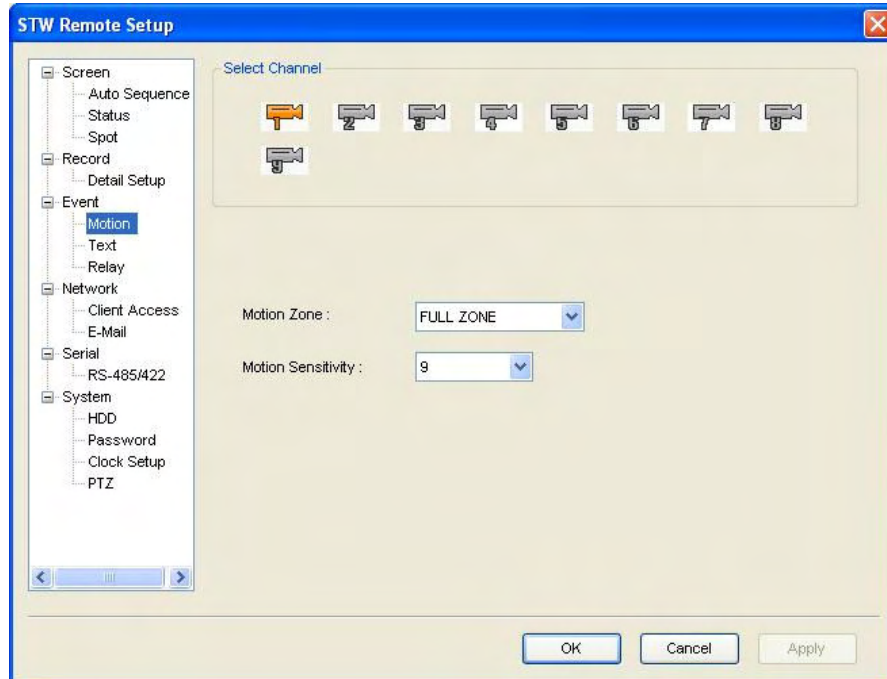 STW Remote Setup
Screen
Auto Sequence
Status
Spot
Record
Detail Setup
Event
Motion
Text
Relay
Network
Client Access
E-Mail
Serial
RS-485/422
System
HDD
Password
Clock Setup
PTZ
Select Channel
1 2 3 4 5 6 7 8
9
Motion Zone : FULL ZONE
Motion Sensitivity : 9
OK Cancel Apply